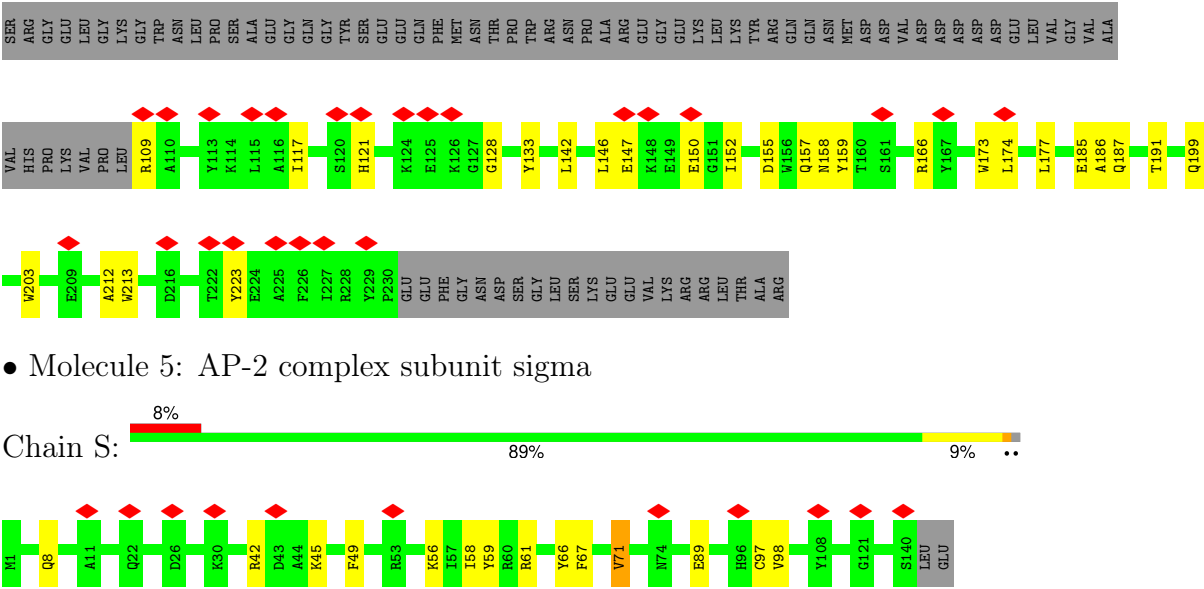 SER ARG GLY GLU LEU GLY LYS GLY TRP ASN LEU PRO SER ALA GLU GLY GLN GLY TYR SER GLU GLU GLN PHE MET ASN THR PRO TRP ARG ASN PRO ALA ARG GLU GLY GLU LYS LEU LYS TYR ARG GLN GLN ASN MET ASP ASP VAL ASP ASP ASP ASP GLU LEU VAL GLY VAL ALA
VAL HIS PRO LYS VAL PRO LEU R109 A110 Y113 K114 L115 A116 I117 S120 H121 K124 E125 K126 G127 G128 Y133 L142 L146 E147 K148 E149 E150 G151 I152 D155 W156 Q157 N158 Y159 T160 S161 R166 Y167 W173 L174 L177 E185 A186 Q187 T191 Q199
W203 E209 A212 W213 D216 T222 Y223 E224 A225 F226 I227 R228 Y229 P230 GLU GLU PHE GLY ASN ASP SER GLY LEU SER LYS GLU GLU VAL LYS ARG ARG LEU THR ALA ARG
• Molecule 5: AP-2 complex subunit sigma
8%
Chain S:
89% 9% ••
M1 Q8 A11 Q22 D26 K30 R42 D43 A44 K45 F49 R53 K56 I57 I58 Y59 R60 R61 Y66 F67 V71 N74 E89 H96 C97 V98 Y108 G121 S140 LEU GLU